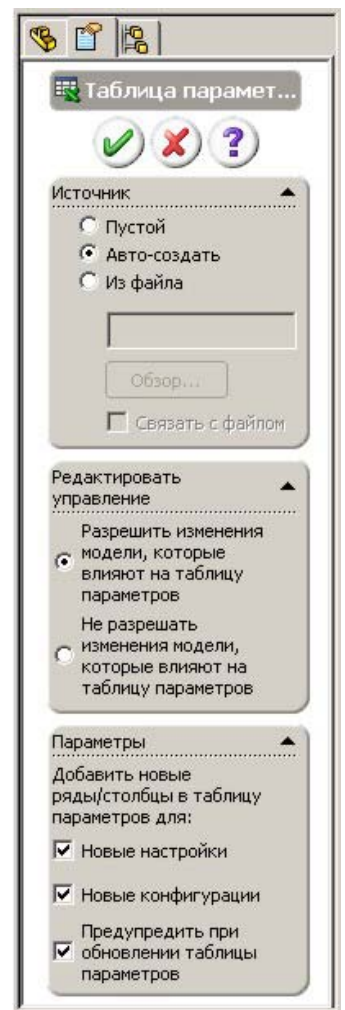 Таблица парамет...
?
Источник
Пустой
Авто-создать
Из файла
Обзор...
Связать с файлом
Редактировать
управление
Разрешить изменения
модели, которые
влияют на таблицу
параметров
Не разрешать
изменения модели,
которые влияют на
таблицу параметров
Параметры
Добавить новые
ряды/столбцы в таблицу
параметров для:
Новые настройки
Новые конфигурации
Предупредить при
обновлении таблицы
параметров